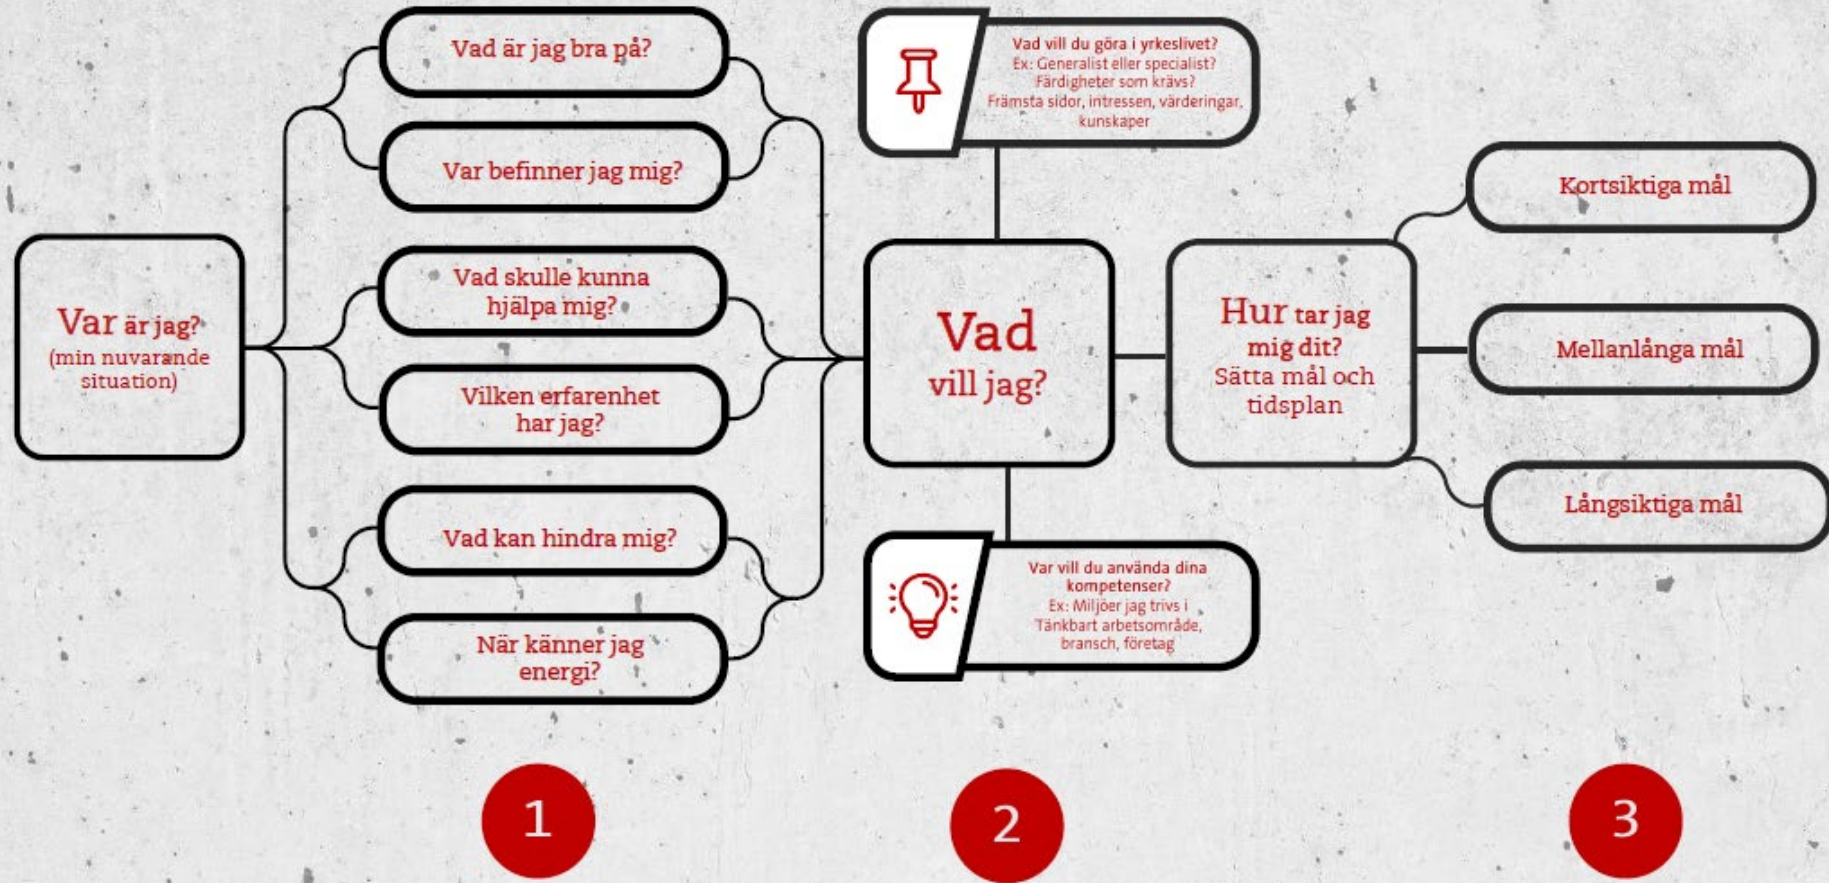 Var är jag?
(min nuvarande
situation)
Vad är jag bra på?
Var befinner jag mig?
Vad skulle kunna
hjälpa mig?
Vilken erfarenhet
har jag?
Vad kan hindra mig?
När känner jag
energi?
Vad vill du göra i yrkeslivet?
Ex: Generalist eller specialist?
Färdigheter som krävs?
Främsta sidor, intressen, värderingar,
kunskaper
Vad
vill jag?
Var vill du använda dina
kompetenser?
Ex: Miljöer jag trivs i
Tänkbart arbetsområde,
bransch, företag
Hur tar jag
mig dit?
Sätta mål och
tidsplan
Kortsiktiga mål
Mellanlånga mål
Långsiktiga mål
1
2
3